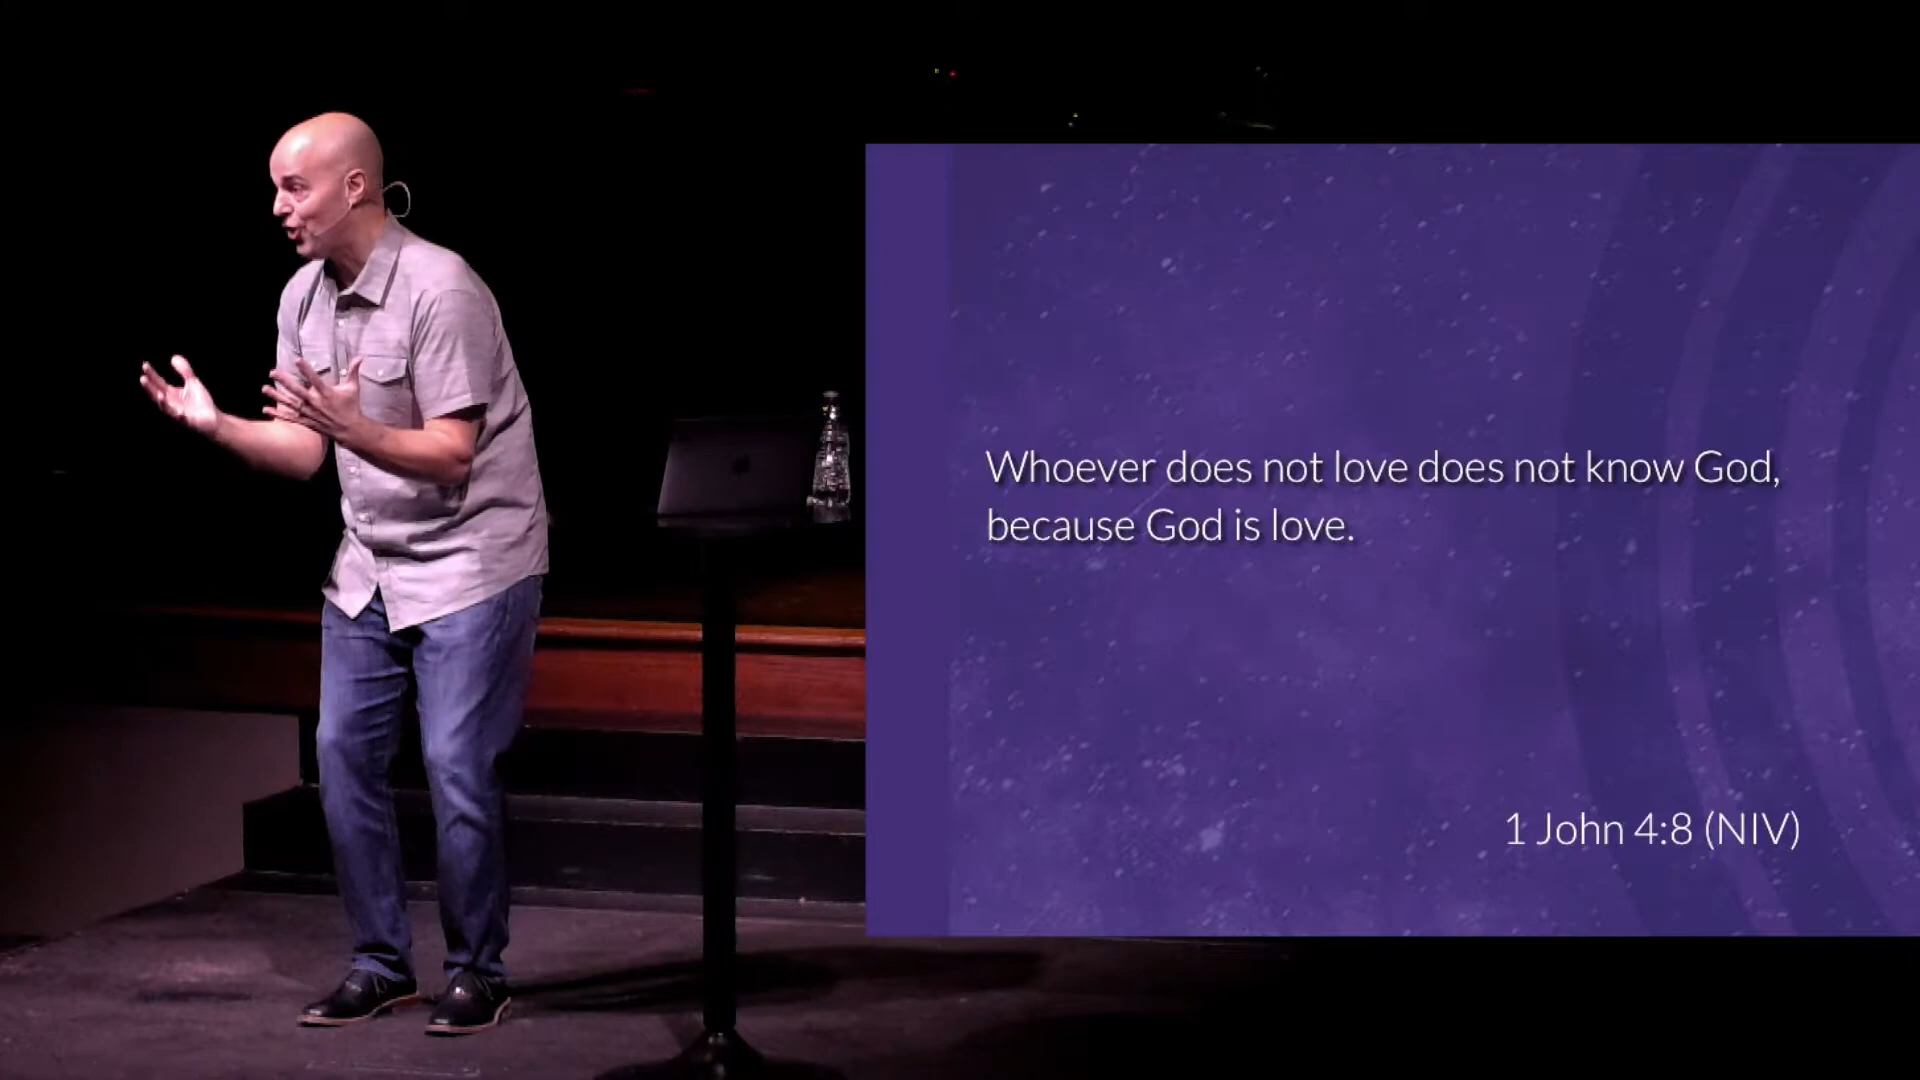 Whoever does not love does not know God,
because God is love.
1 John 4:8 (NIV)